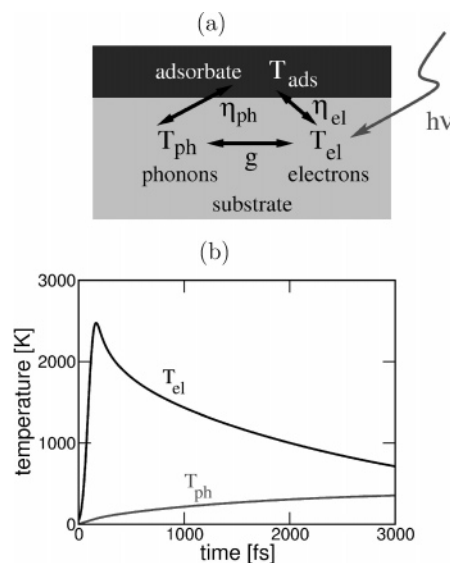 (a)
adsorbate T_ads
η_ph η_el hν
T_ph g T_el
phonons electrons
substrate
(b)
3000
2000
1000
0
0 1000 2000 3000
temperature [K]
T_el
T_ph
time [fs]